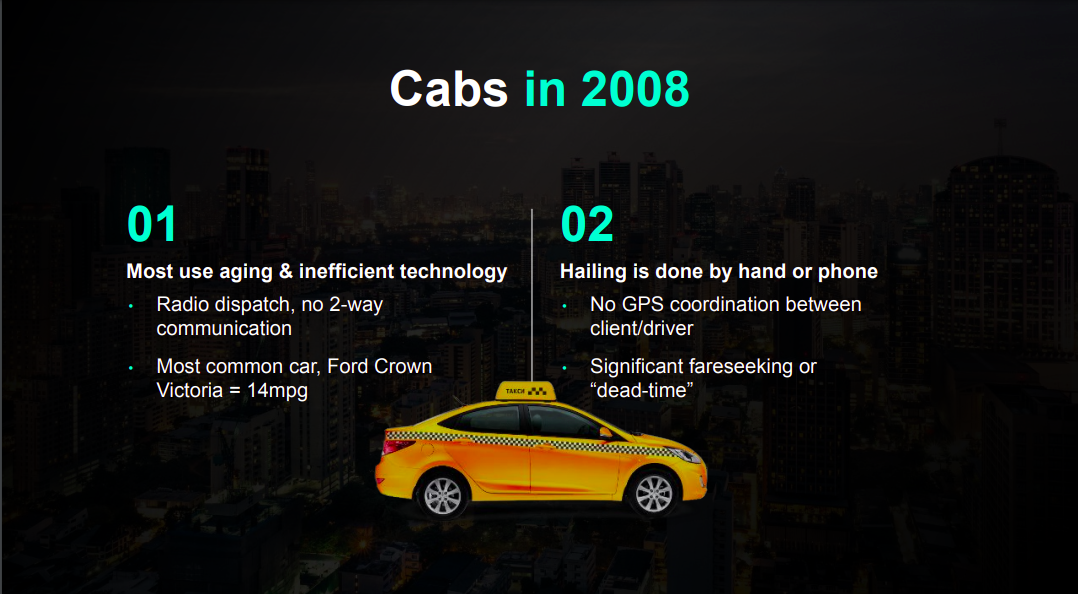 Cabs in 2008
01
Most use aging & inefficient technology
• Radio dispatch, no 2-way
communication
• Most common car, Ford Crown
Victoria = 14mpg
02
Hailing is done by hand or phone
• No GPS coordination between
client/driver
• Significant fareseeking or
“dead-time”
ТАКСИ